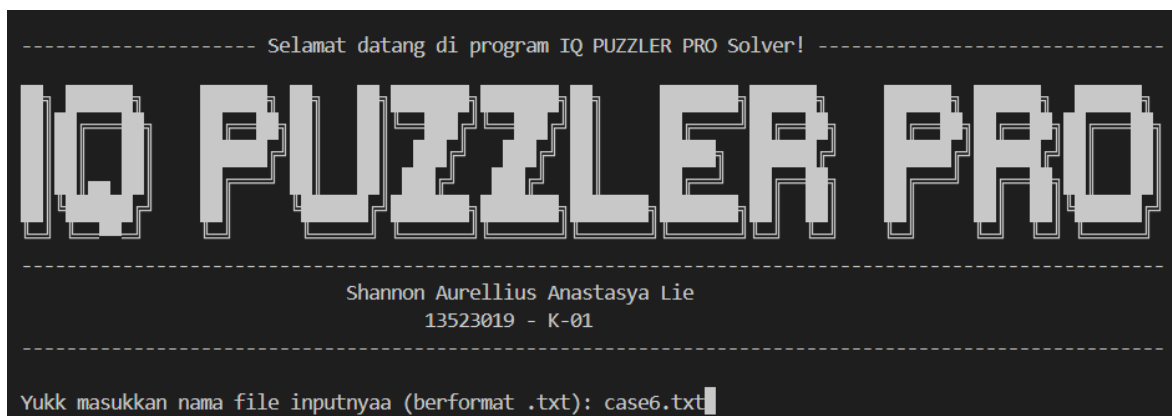 ---------------------- Selamat datang di program IQ PUZZLER PRO Solver! --------------------------------
IQ PUZZLER PRO
Shannon Aurellius Anastasya Lie
13523019 - K-01
Yukk masukkan nama file inputnyaa (berformat .txt): case6.txt